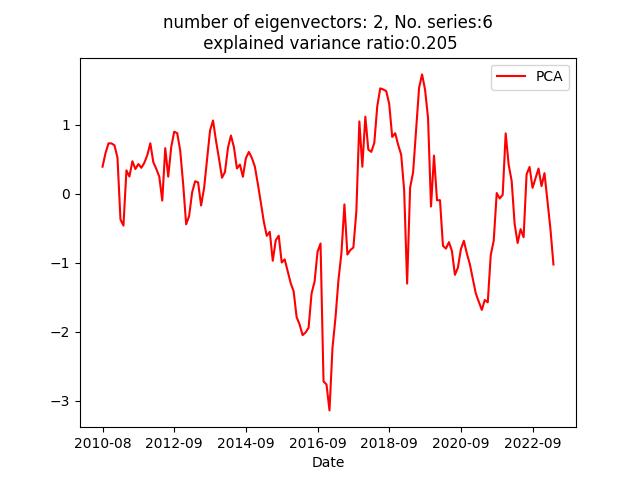 number of eigenvectors: 2, No. series:6
explained variance ratio:0.205
PCA
1
0
−1
−2
−3
2010-08 2012-09 2014-09 2016-09 2018-09 2020-09 2022-09
Date